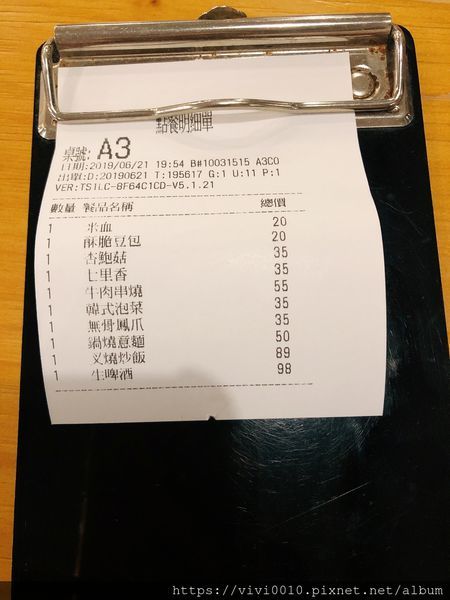 點餐明細單
桌號: A3
日期:2019/06/21 19:54 B#10031515 A3C0
出單:D:20190621 T:195617 G:1 U:11 P:1
VER:TS1LC-8F64C1CD-V5.1.21
數量 餐品名稱 總價
1 米血 20
1 酥脆豆包 20
1 杏鮑菇 35
1 七里香 35
1 牛肉串燒 55
1 韓式泡菜 35
1 無骨鳳爪 35
1 鍋燒意麵 50
1 叉燒炒飯 89
1 生啤酒 98
https://vivi0010.pixnet.net/album